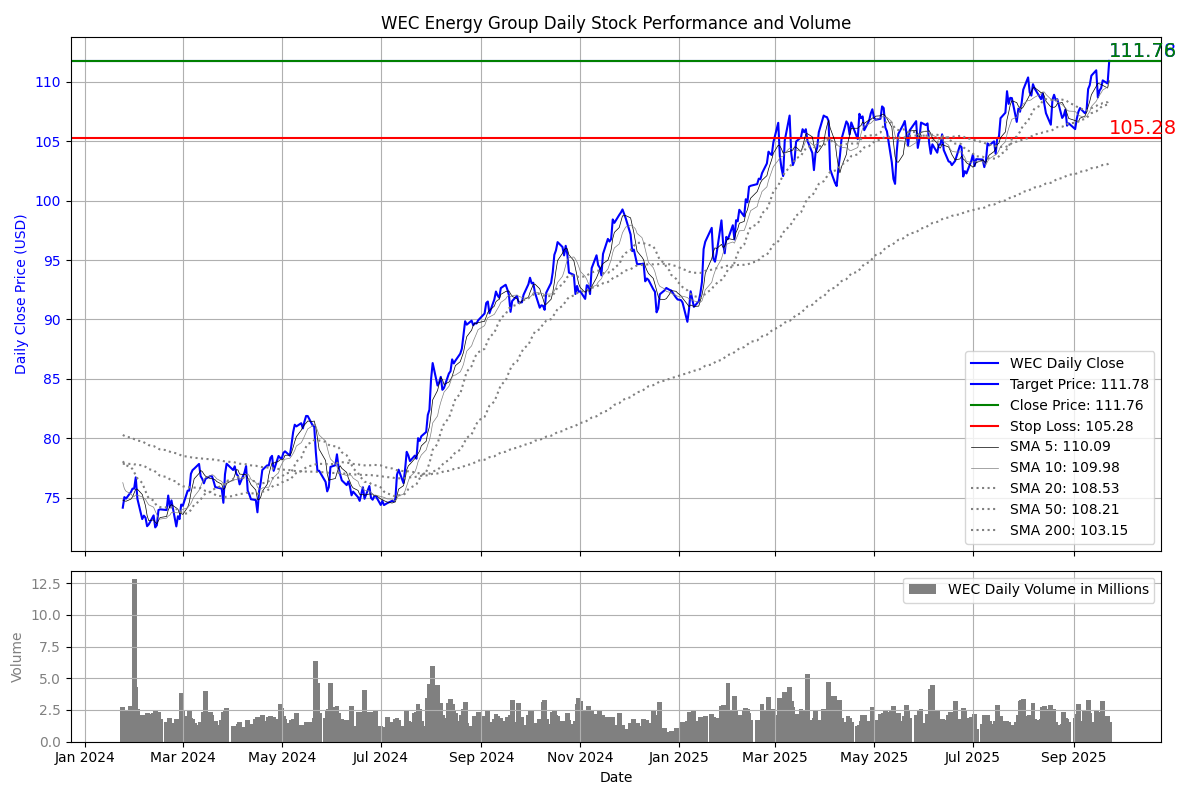 WEC Energy Group Daily Stock Performance and Volume
111.76
105.28
110
105
100
95
90
85
80
75
Daily Close Price (USD)
WEC Daily Close
Target Price: 111.78
Close Price: 111.76
Stop Loss: 105.28
SMA 5: 110.09
SMA 10: 109.98
SMA 20: 108.53
SMA 50: 108.21
SMA 200: 103.15
12.5
10.0
7.5
5.0
2.5
0.0
Volume
WEC Daily Volume in Millions
Jan 2024 Mar 2024 May 2024 Jul 2024 Sep 2024 Nov 2024 Jan 2025 Mar 2025 May 2025 Jul 2025 Sep 2025
Date